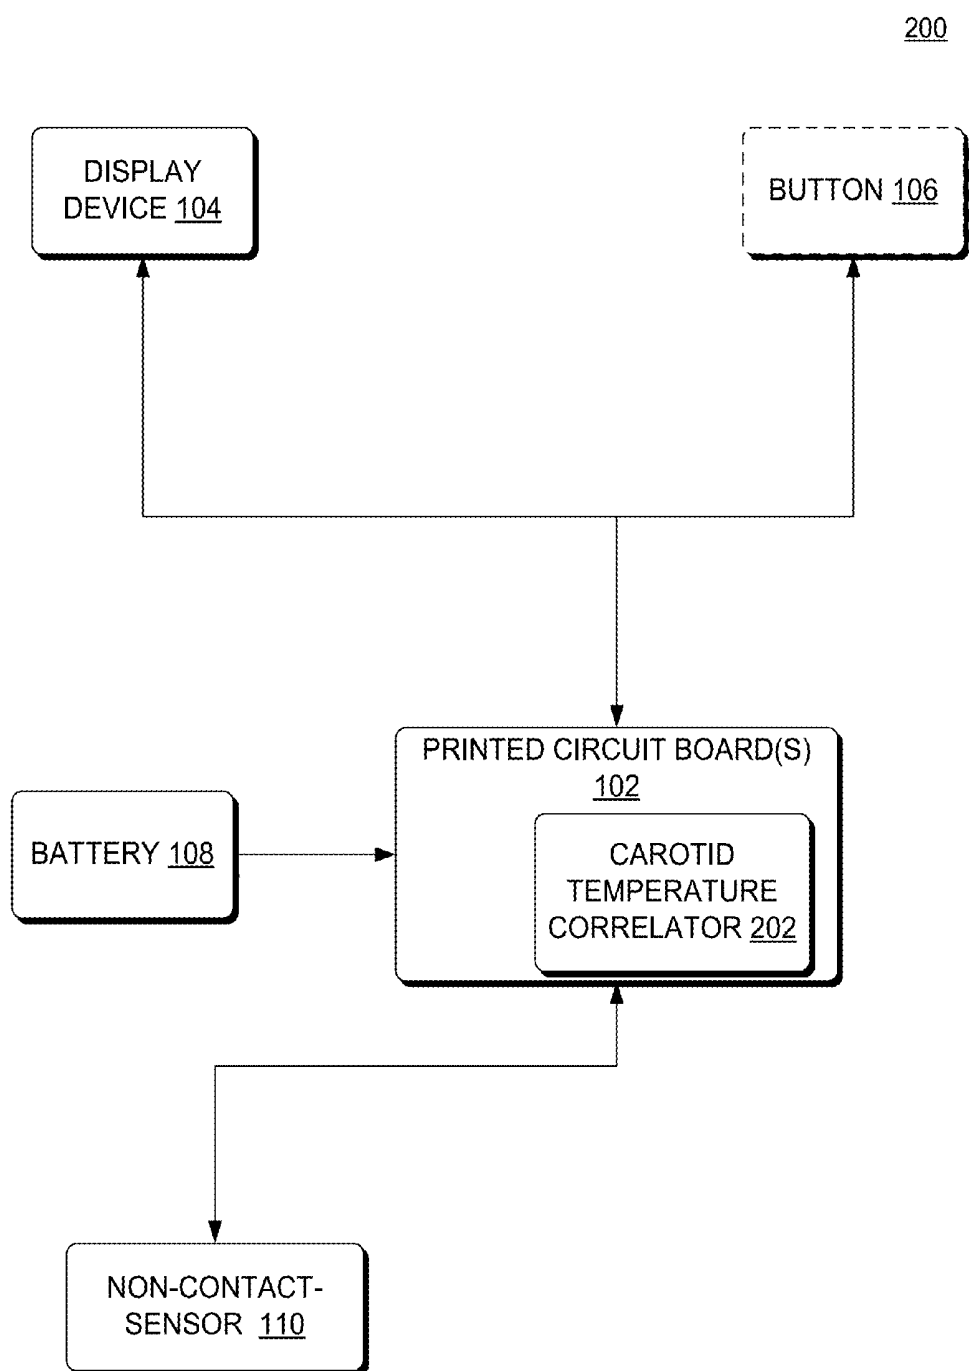 200
DISPLAY
DEVICE 104
BUTTON 106
PRINTED CIRCUIT BOARD(S)
102
BATTERY 108
CAROTID
TEMPERATURE
CORRELATOR 202
NON-CONTACT-
SENSOR 110